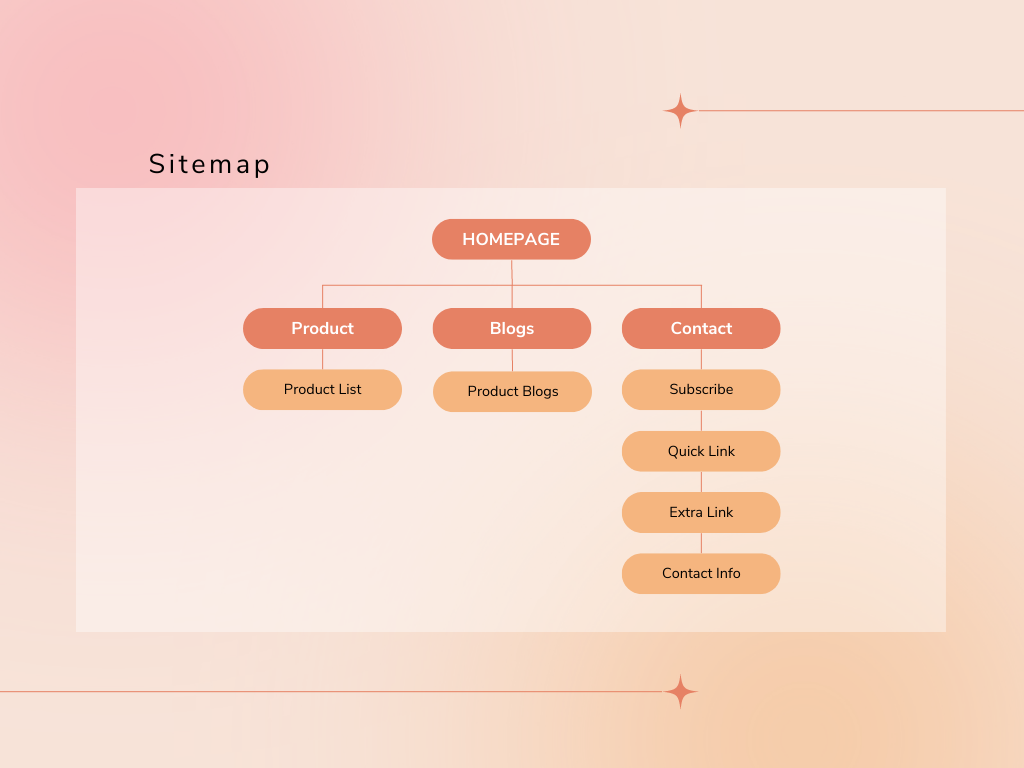 Sitemap
HOMEPAGE
Product
Blogs
Contact
Product List
Product Blogs
Subscribe
Quick Link
Extra Link
Contact Info